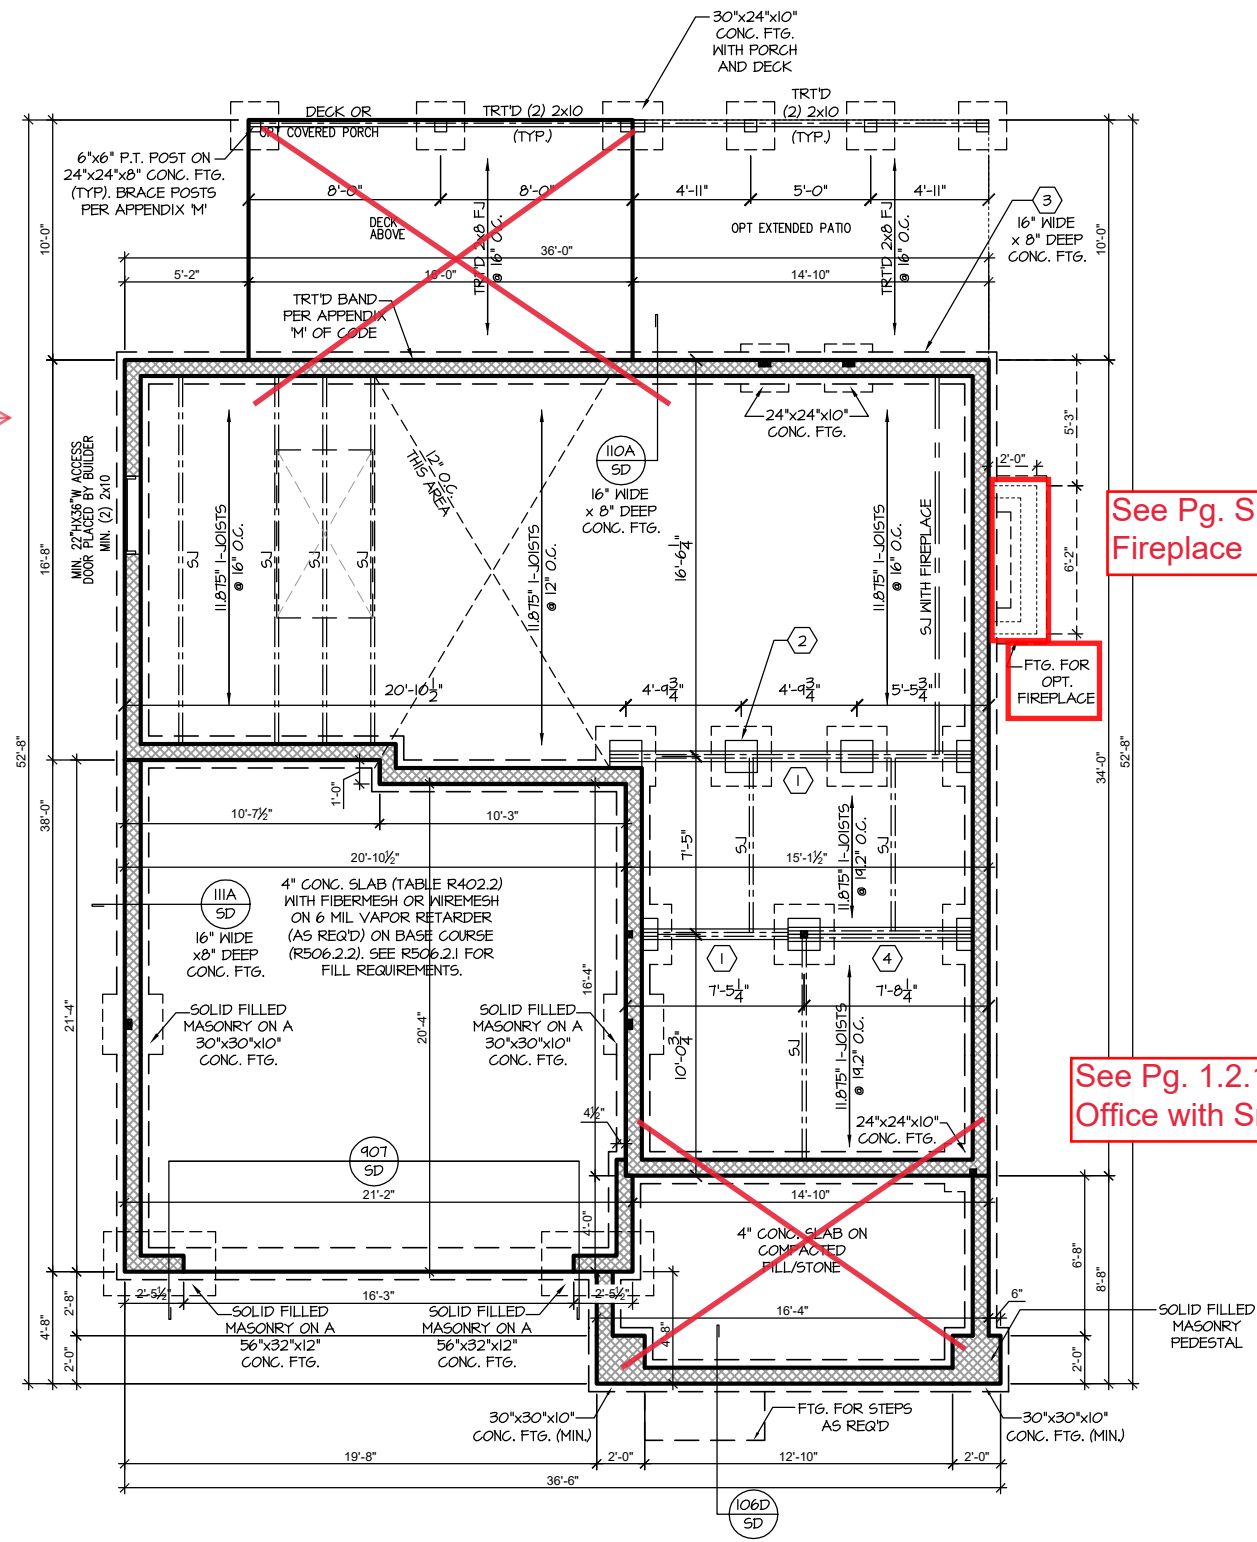 30"x24"x10"
CONC. FTG.
WITH PORCH
AND DECK
DECK OR
OPT COVERED PORCH
TRT'D (2) 2x10
(TYP.)
TRT'D
(2) 2x10
(TYP.)
6"x6" P.T. POST ON
24"x24"x8" CONC. FTG.
(TYP). BRACE POSTS
PER APPENDIX 'M'
8'-0"
8'-0"
4'-11"
5'-0"
4'-11"
DECK
ABOVE
TRT'D 2x8 FJ
@ 16" O.C.
OPT EXTENDED PATIO
TRT'D 2x8 FJ
@ 16" O.C.
3
16" WIDE
x 8" DEEP
CONC. FTG.
10'-0"
10'-0"
36'-0"
5'-2"
16'-0"
14'-10"
TRT'D BAND
PER APPENDIX
'M' OF CODE
24"x24"x10"
CONC. FTG.
MIN. 22"HX36"W ACCESS
DOOR PLACED BY BUILDER
MIN. (2) 2x10
SJ
11.875" I-JOISTS
@ 16" O.C.
SJ
SJ
SJ
12" O.C.
THIS AREA
11.875" I-JOISTS
@ 12" O.C.
110A
SD
16" WIDE
x 8" DEEP
CONC. FTG.
16'-6 1/4"
11.875" I-JOISTS
@ 16" O.C.
SJ WITH FIREPLACE
2'-0"
5'-3"
6'-2"
See Pg. S
Fireplace
FTG. FOR
OPT.
FIREPLACE
16'-8"
2
20'-10 1/2"
4'-9 3/4"
4'-9 3/4"
5'-5 3/4"
52'-8"
38'-0"
34'-0"
52'-8"
1'-0"
1
10'-7½"
10'-3"
7'-5"
SJ
11.875" I-JOISTS
@ 19.2" O.C.
SJ
20'-10½"
15'-1½"
111A
SD
16" WIDE
x8" DEEP
CONC. FTG.
4" CONC. SLAB (TABLE R402.2)
WITH FIBERMESH OR WIREMESH
ON 6 MIL VAPOR RETARDER
(AS REQ'D) ON BASE COURSE
(R506.2.2). SEE R506.2.1 FOR
FILL REQUIREMENTS.
1
4
16'-4"
7'-5 1/4"
7'-8 1/4"
SOLID FILLED
MASONRY ON A
30"x30"x10"
CONC. FTG.
20'-4"
SOLID FILLED
MASONRY ON A
30"x30"x10"
CONC. FTG.
21'-4"
10'-0 3/4"
SJ
11.875" I-JOISTS
@ 19.2" O.C.
See Pg. 1.2.1
Office with S
4½"
24"x24"x10"
CONC. FTG.
907
SD
21'-2"
14'-10"
4'-0"
4" CONC. SLAB ON
COMPACTED
FILL/STONE
6'-8"
8'-8"
2'-5½"
16'-3"
2'-5½"
16'-4"
6"
4'-8"
2'-8"
2'-0"
4'-8"
2'-0"
SOLID FILLED
MASONRY ON A
56"x32"x12"
CONC. FTG.
SOLID FILLED
MASONRY ON A
56"x32"x12"
CONC. FTG.
SOLID FILLED
MASONRY
PEDESTAL
30"x30"x10"
CONC. FTG. (MIN.)
FTG. FOR STEPS
AS REQ'D
30"x30"x10"
CONC. FTG. (MIN.)
19'-8"
2'-0"
12'-10"
2'-0"
36'-6"
106D
SD